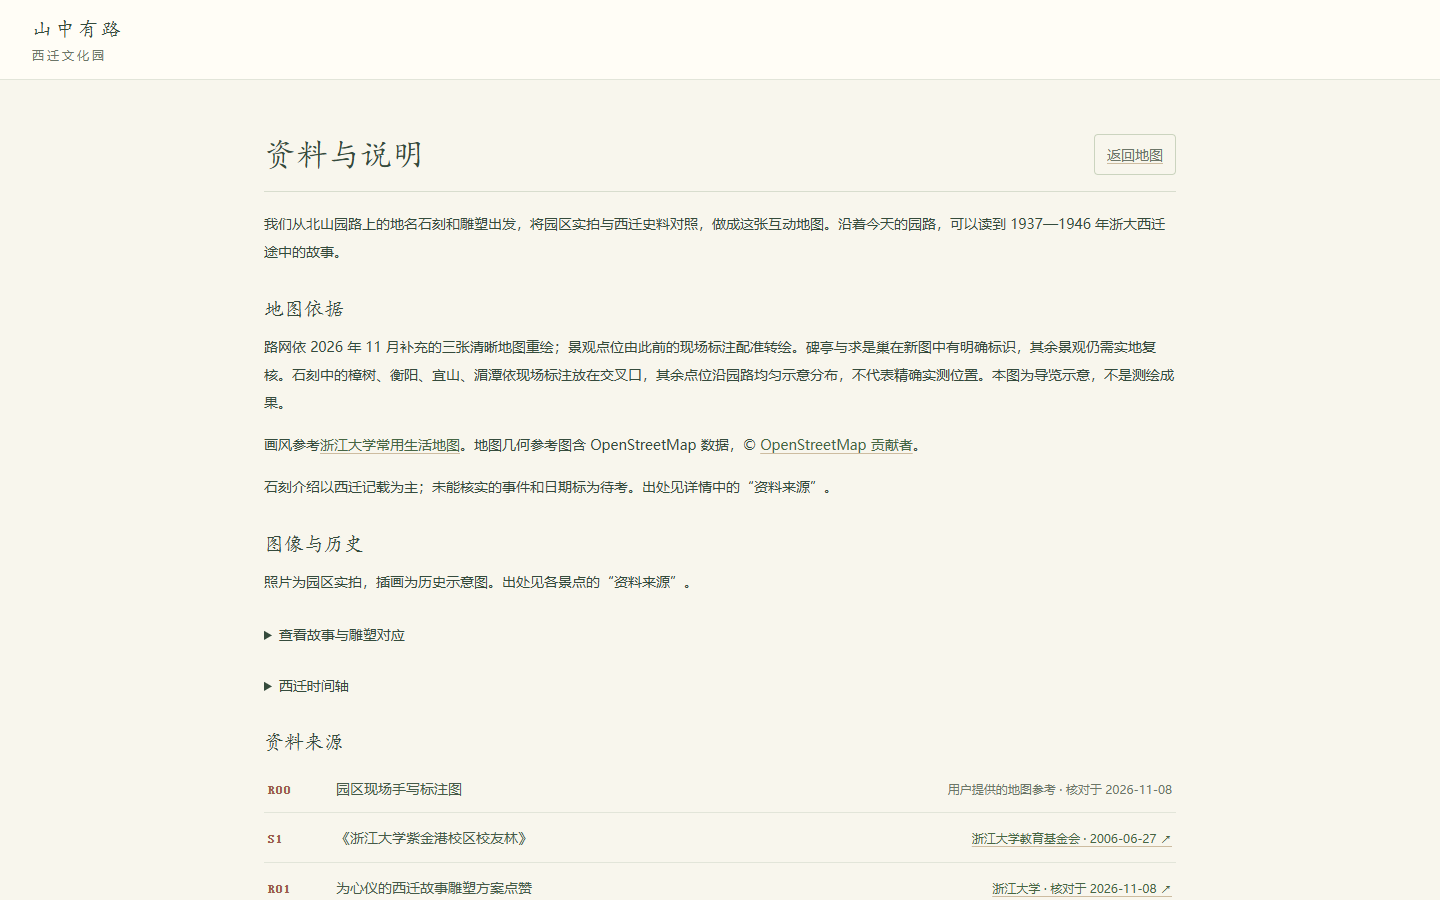 山中有路
西迁文化园
资料与说明
返回地图
我们从北山园路上的地名石刻和雕塑出发，将园区实拍与西迁史料对照，做成这张互动地图。沿着今天的园路，可以读到 1937—1946 年浙大西迁
途中的故事。
地图依据
路网依 2026 年 11 月补充的三张清晰地图重绘；景观点位由此前的现场标注配准转绘。碑亭与求是巢在新图中有明确标识，其余景观仍需实地复
核。石刻中的樟树、衡阳、宜山、湄潭依现场标注放在交叉口，其余点位沿园路均匀示意分布，不代表精确实测位置。本图为导览示意，不是测绘成
果。
画风参考浙江大学常用生活地图。地图几何参考图含 OpenStreetMap 数据，© OpenStreetMap 贡献者。
石刻介绍以西迁记载为主；未能核实的事件和日期标为待考。出处见详情中的“资料来源”。
图像与历史
照片为园区实拍，插画为历史示意图。出处见各景点的“资料来源”。
▶ 查看故事与雕塑对应
▶ 西迁时间轴
资料来源
R00 园区现场手写标注图 用户提供的地图参考 · 核对于 2026-11-08
S1 《浙江大学紫金港校区校友林》 浙江大学教育基金会 · 2006-06-27 ↗
R01 为心仪的西迁故事雕塑方案点赞 浙江大学 · 核对于 2026-11-08 ↗